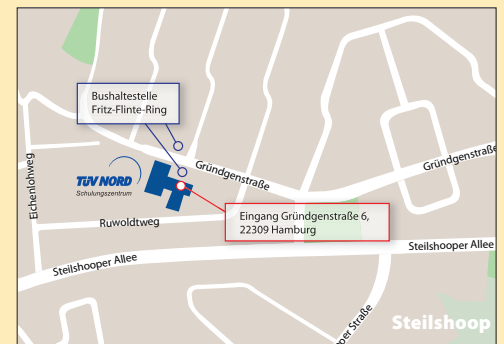 Bushaltestelle
Fritz-Flinte-Ring
Eichenlohweg
TÜV NORD
Schulungszentrum
Gründgenstraße
Gründgenstraße
Eingang Gründgenstraße 6,
22309 Hamburg
Ruwoldtweg
Steilshooper Allee
Steilshooper Allee
Straße
Steilshoop